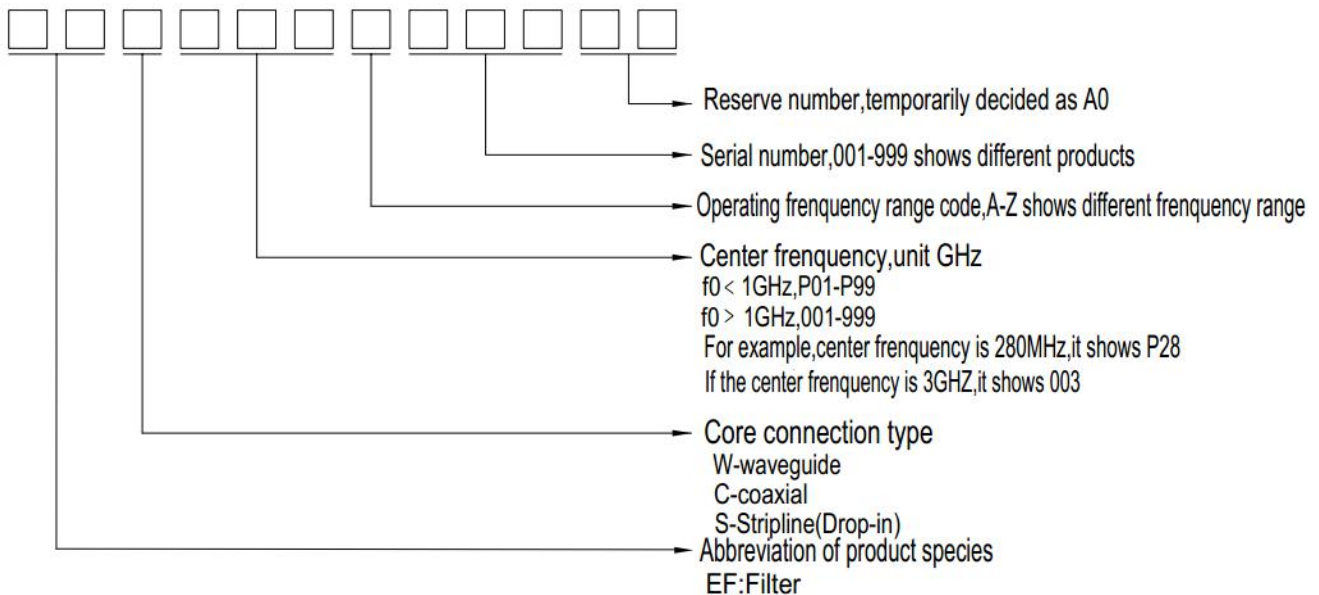 Reserve number,temporarily decided as A0
Serial number,001-999 shows different products
Operating frenquency range code,A-Z shows different frenquency range
Center frenquency,unit GHz
f0< 1GHz,P01-P99
f0> 1GHz,001-999
For example,center frenquency is 280MHz,it shows P28
If the center frenquency is 3GHZ,it shows 003
Core connection type
W-waveguide
C-coaxial
S-Stripline(Drop-in)
Abbreviation of product species
EF:Filter